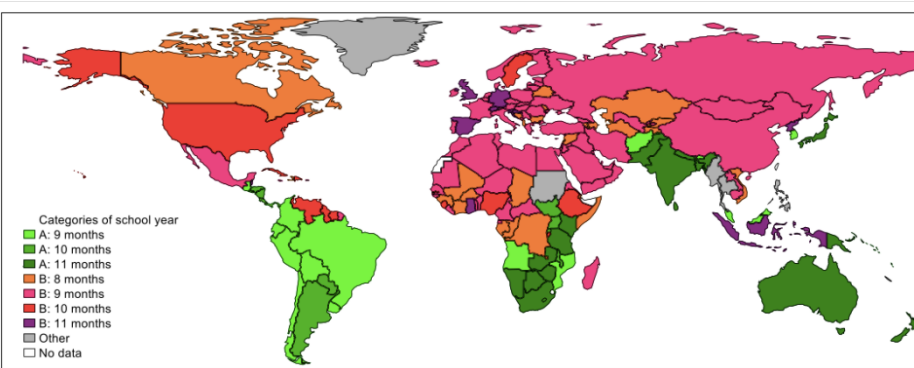 Categories of school year
A: 9 months
A: 10 months
A: 11 months
B: 8 months
B: 9 months
B: 10 months
B: 11 months
Other
No data